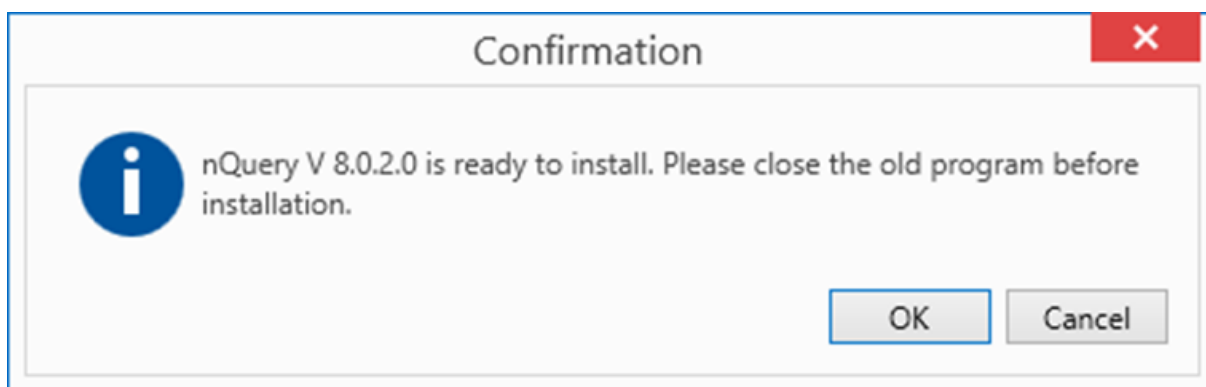 Confirmation
nQuery V 8.0.2.0 is ready to install. Please close the old program before
installation.
OK
Cancel